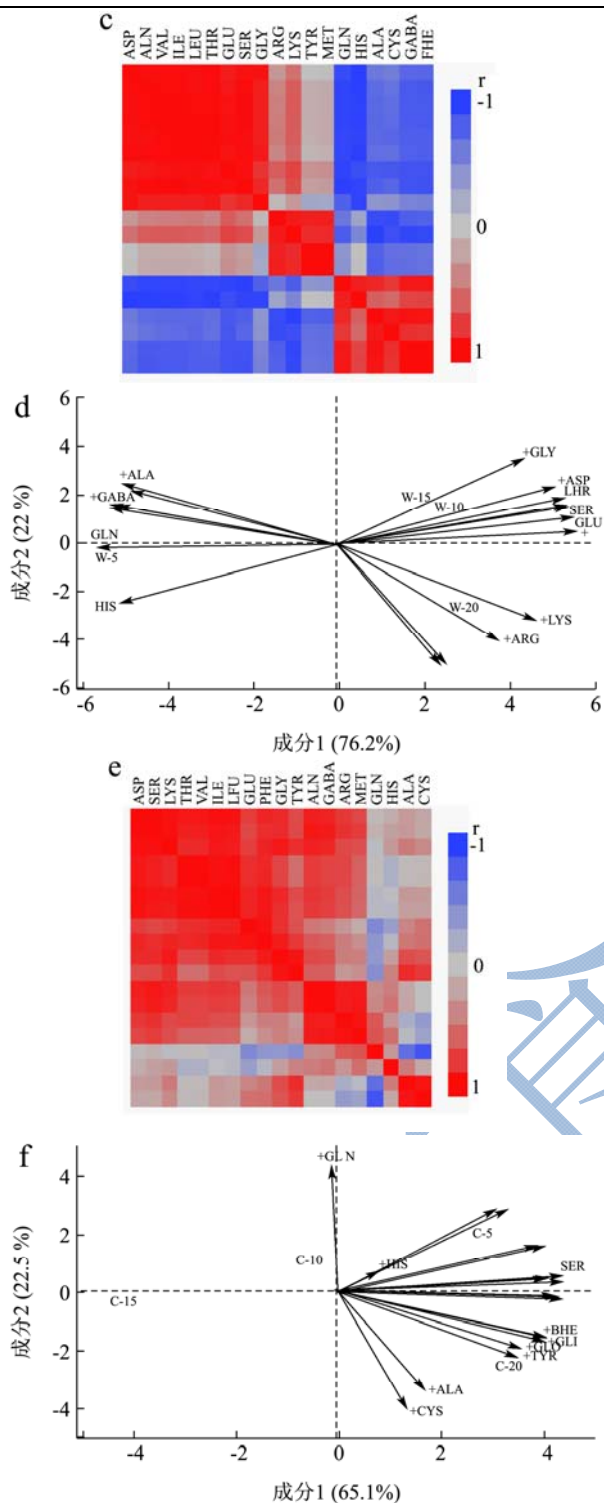 c
ASP ALN VAL ILE LEU THR GLU SER GLY ARG LYS TYR MET GLN HIS ALA CYS GABA FHE
r
-1
0
1
d
6
4
2
0
-2
-4
-6
成分2 (22 %)
+ALA
+GABA
GLN
W-5
HIS
W-15
W-10
+GLY
+ASP
LHR
SER
GLU
+
W-20
+LYS
+ARG
-6 -4 -2 0 2 4 6
成分1 (76.2%)
e
ASP SER LYS THR VAL ILE LFU GLU PHE GLY TYR ALN GABA ARG MET GLN HIS ALA CYS
r
-1
0
1
f
4
2
0
-2
-4
成分2 (22.5 %)
+GL N
C-5
C-10
+HIS
SER
C-15
+BHE
+GLI
+GLO
+TYR
C-20
+ALA
+CYS
-4 -2 0 2 4
成分1 (65.1%)